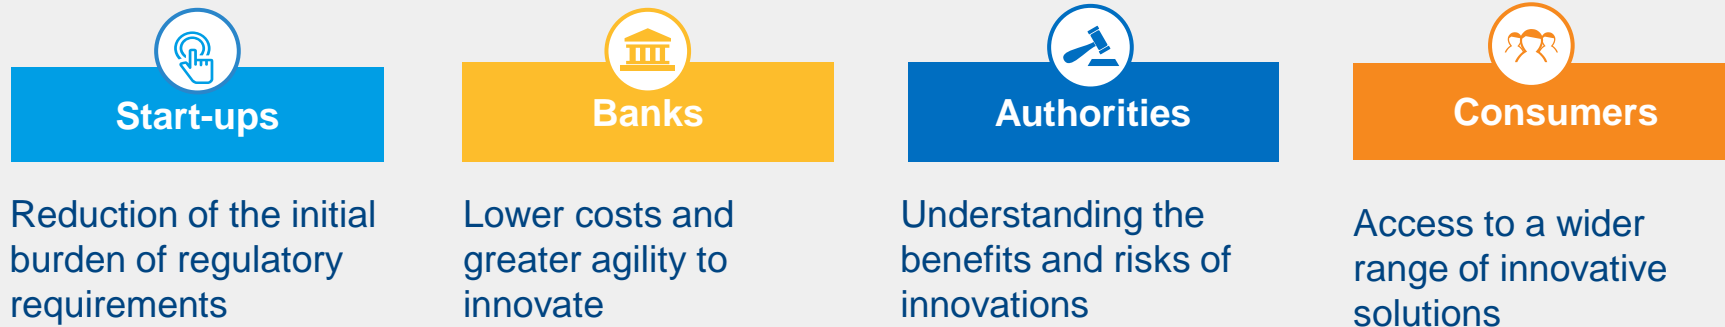 Start-ups
Reduction of the initial
burden of regulatory
requirements
Banks
Lower costs and
greater agility to
innovate
Authorities
Understanding the
benefits and risks of
innovations
Consumers
Access to a wider
range of innovative
solutions